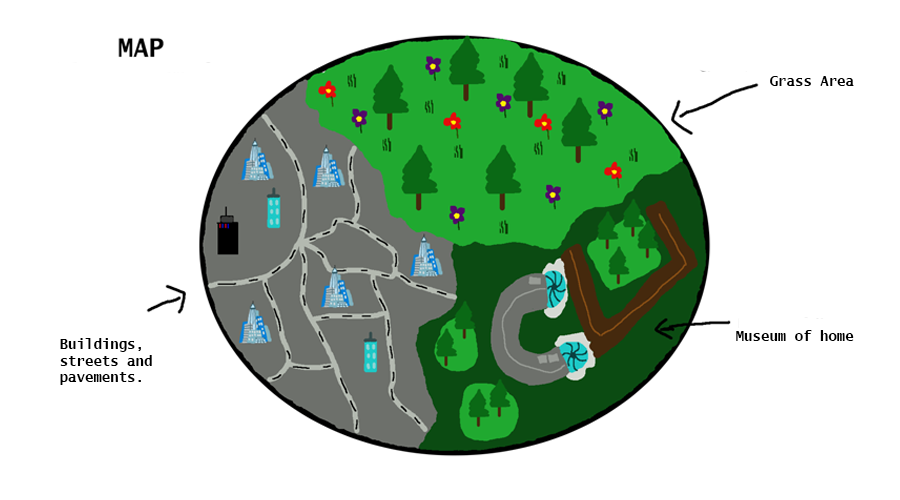 MAP
Grass Area
Museum of home
Buildings,
streets and
pavements.